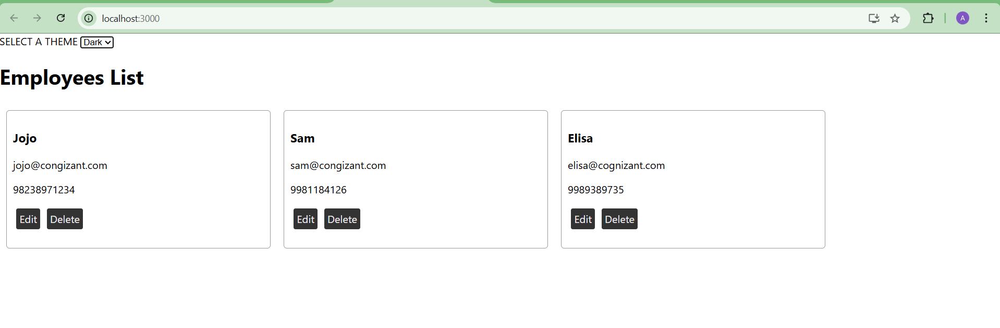 localhost:3000
A
SELECT A THEME Dark
Employees List
Jojo
jojo@congizant.com
98238971234
Edit Delete
Sam
sam@congizant.com
9981184126
Edit Delete
Elisa
elisa@cognizant.com
9989389735
Edit Delete